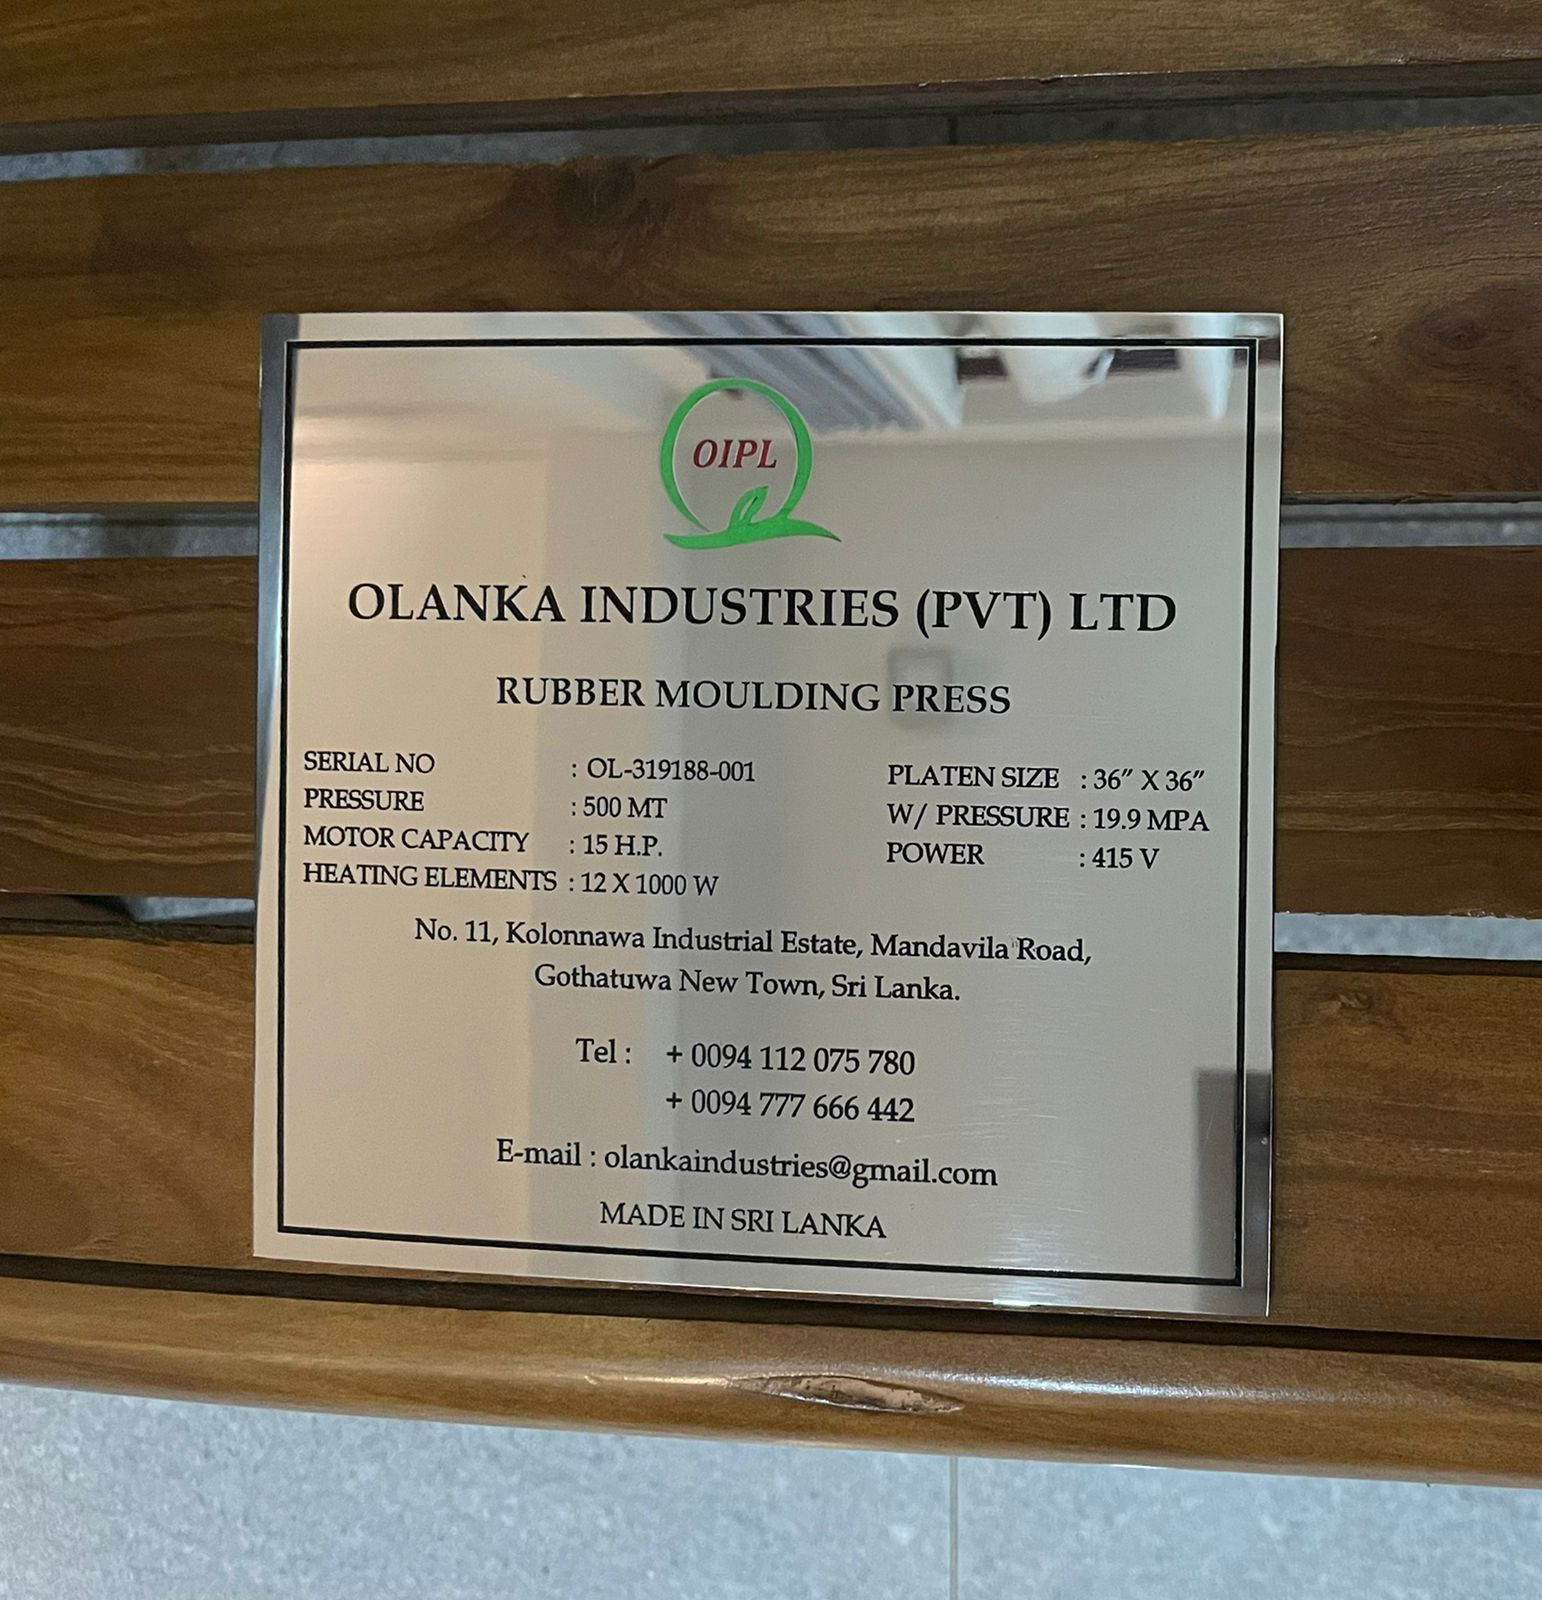 OIPL
OLANKA INDUSTRIES (PVT) LTD
RUBBER MOULDING PRESS
SERIAL NO : OL-319188-001
PRESSURE : 500 MT
MOTOR CAPACITY : 15 H.P.
HEATING ELEMENTS : 12 X 1000 W
PLATEN SIZE : 36” X 36”
W/ PRESSURE : 19.9 MPA
POWER : 415 V
No. 11, Kolonnawa Industrial Estate, Mandavila Road,
Gothatuwa New Town, Sri Lanka.
Tel : + 0094 112 075 780
+ 0094 777 666 442
E-mail : olankaindustries@gmail.com
MADE IN SRI LANKA